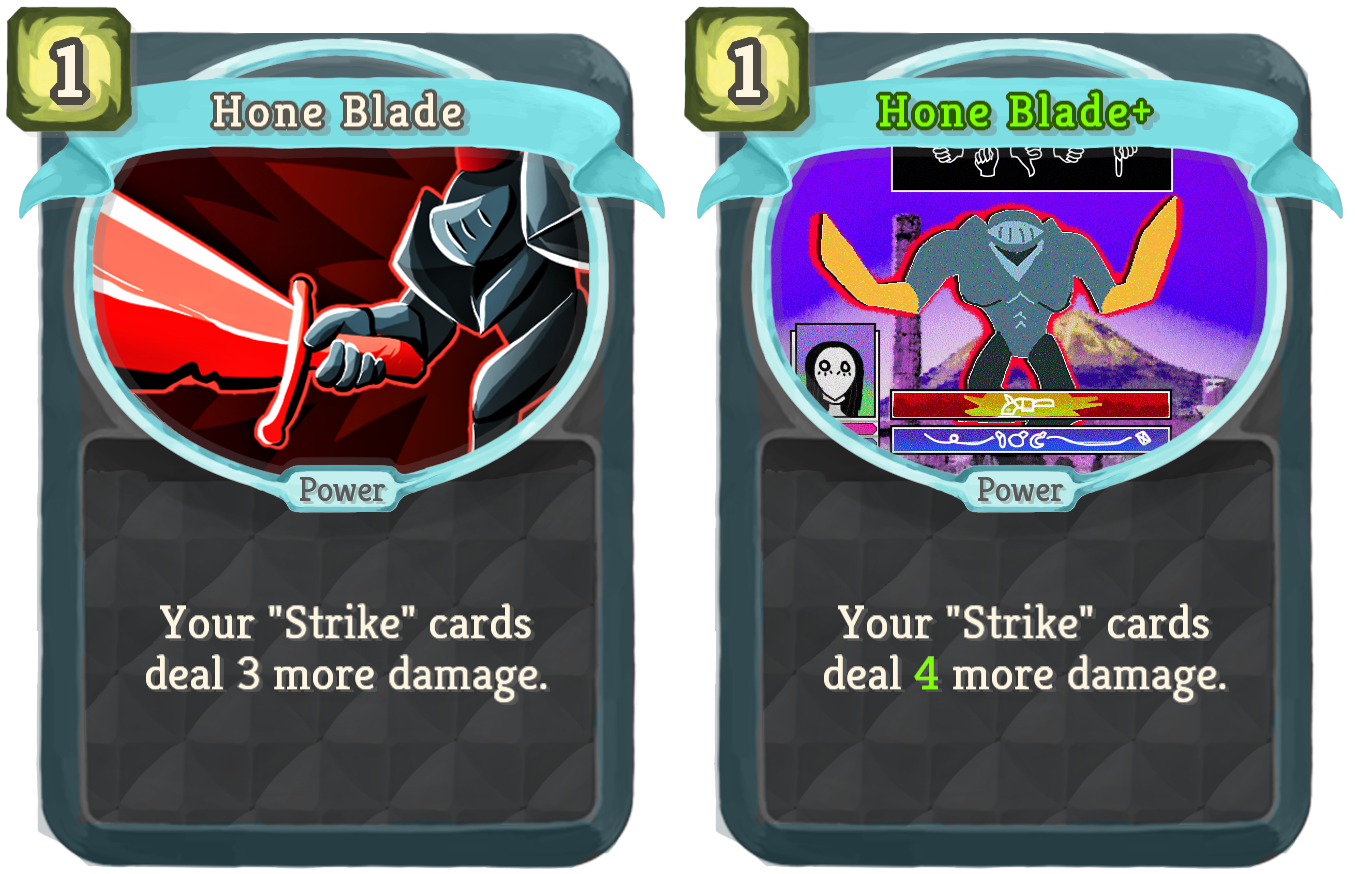 1
Hone Blade
Power
Your "Strike" cards
deal 3 more damage.
1
Hone Blade+
Power
Your "Strike" cards
deal 4 more damage.